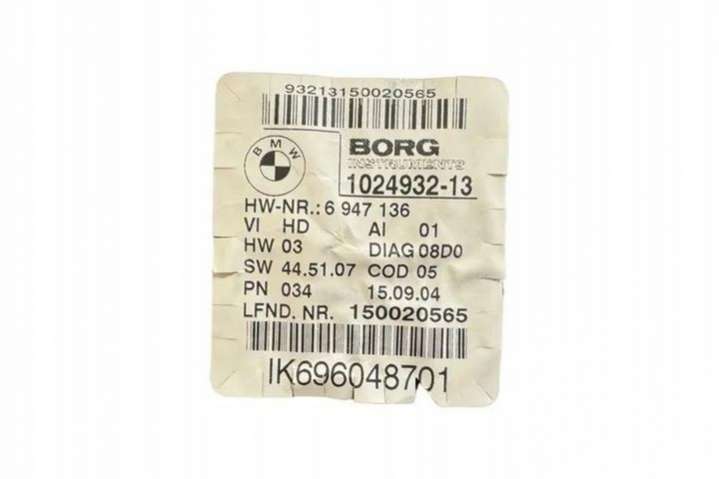 93213150020565
BMW
BORG
INSTRUMENTS
1024932-13
HW-NR.: 6 947 136
VI HD AI 01
HW 03 DIAG 08D0
SW 44.51.07 COD 05
PN 034 15.09.04
LFND. NR. 150020565
IK696048701